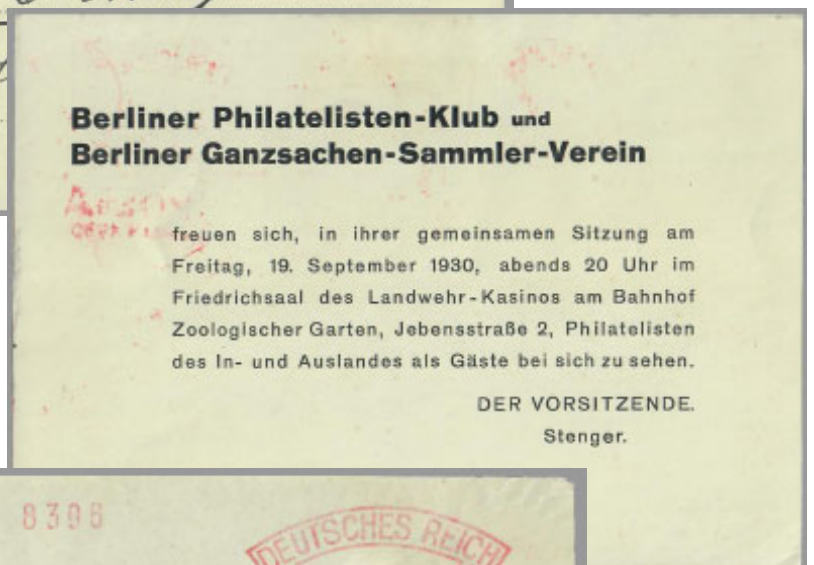 Berliner Philatelisten-Klub und
Berliner Ganzsachen-Sammler-Verein
freuen sich, in ihrer gemeinsamen Sitzung am
Freitag, 19. September 1930, abends 20 Uhr im
Friedrichsaal des Landwehr-Kasinos am Bahnhof
Zoologischer Garten, Jebensstraße 2, Philatelisten
des In- und Auslandes als Gäste bei sich zu sehen.
DER VORSITZENDE.
Stenger.
8396
DEUTSCHES REICH